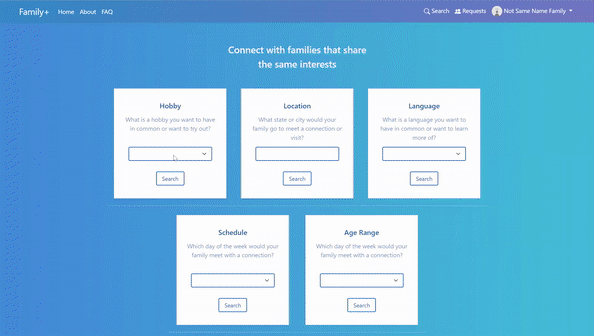 Family+ Home About FAQ Search Requests Not Same Name Family
Connect with families that share
the same interests
Hobby
What is a hobby you want to have
in common or want to try out?
Search
Location
What state or city would your
family go to meet a connection or
visit?
Search
Language
What is a language you want to
have in common or want to learn
more of?
Search
Schedule
Which day of the week would your
family meet with a connection?
Search
Age Range
Which day of the week would your
family meet with a connection?
Search